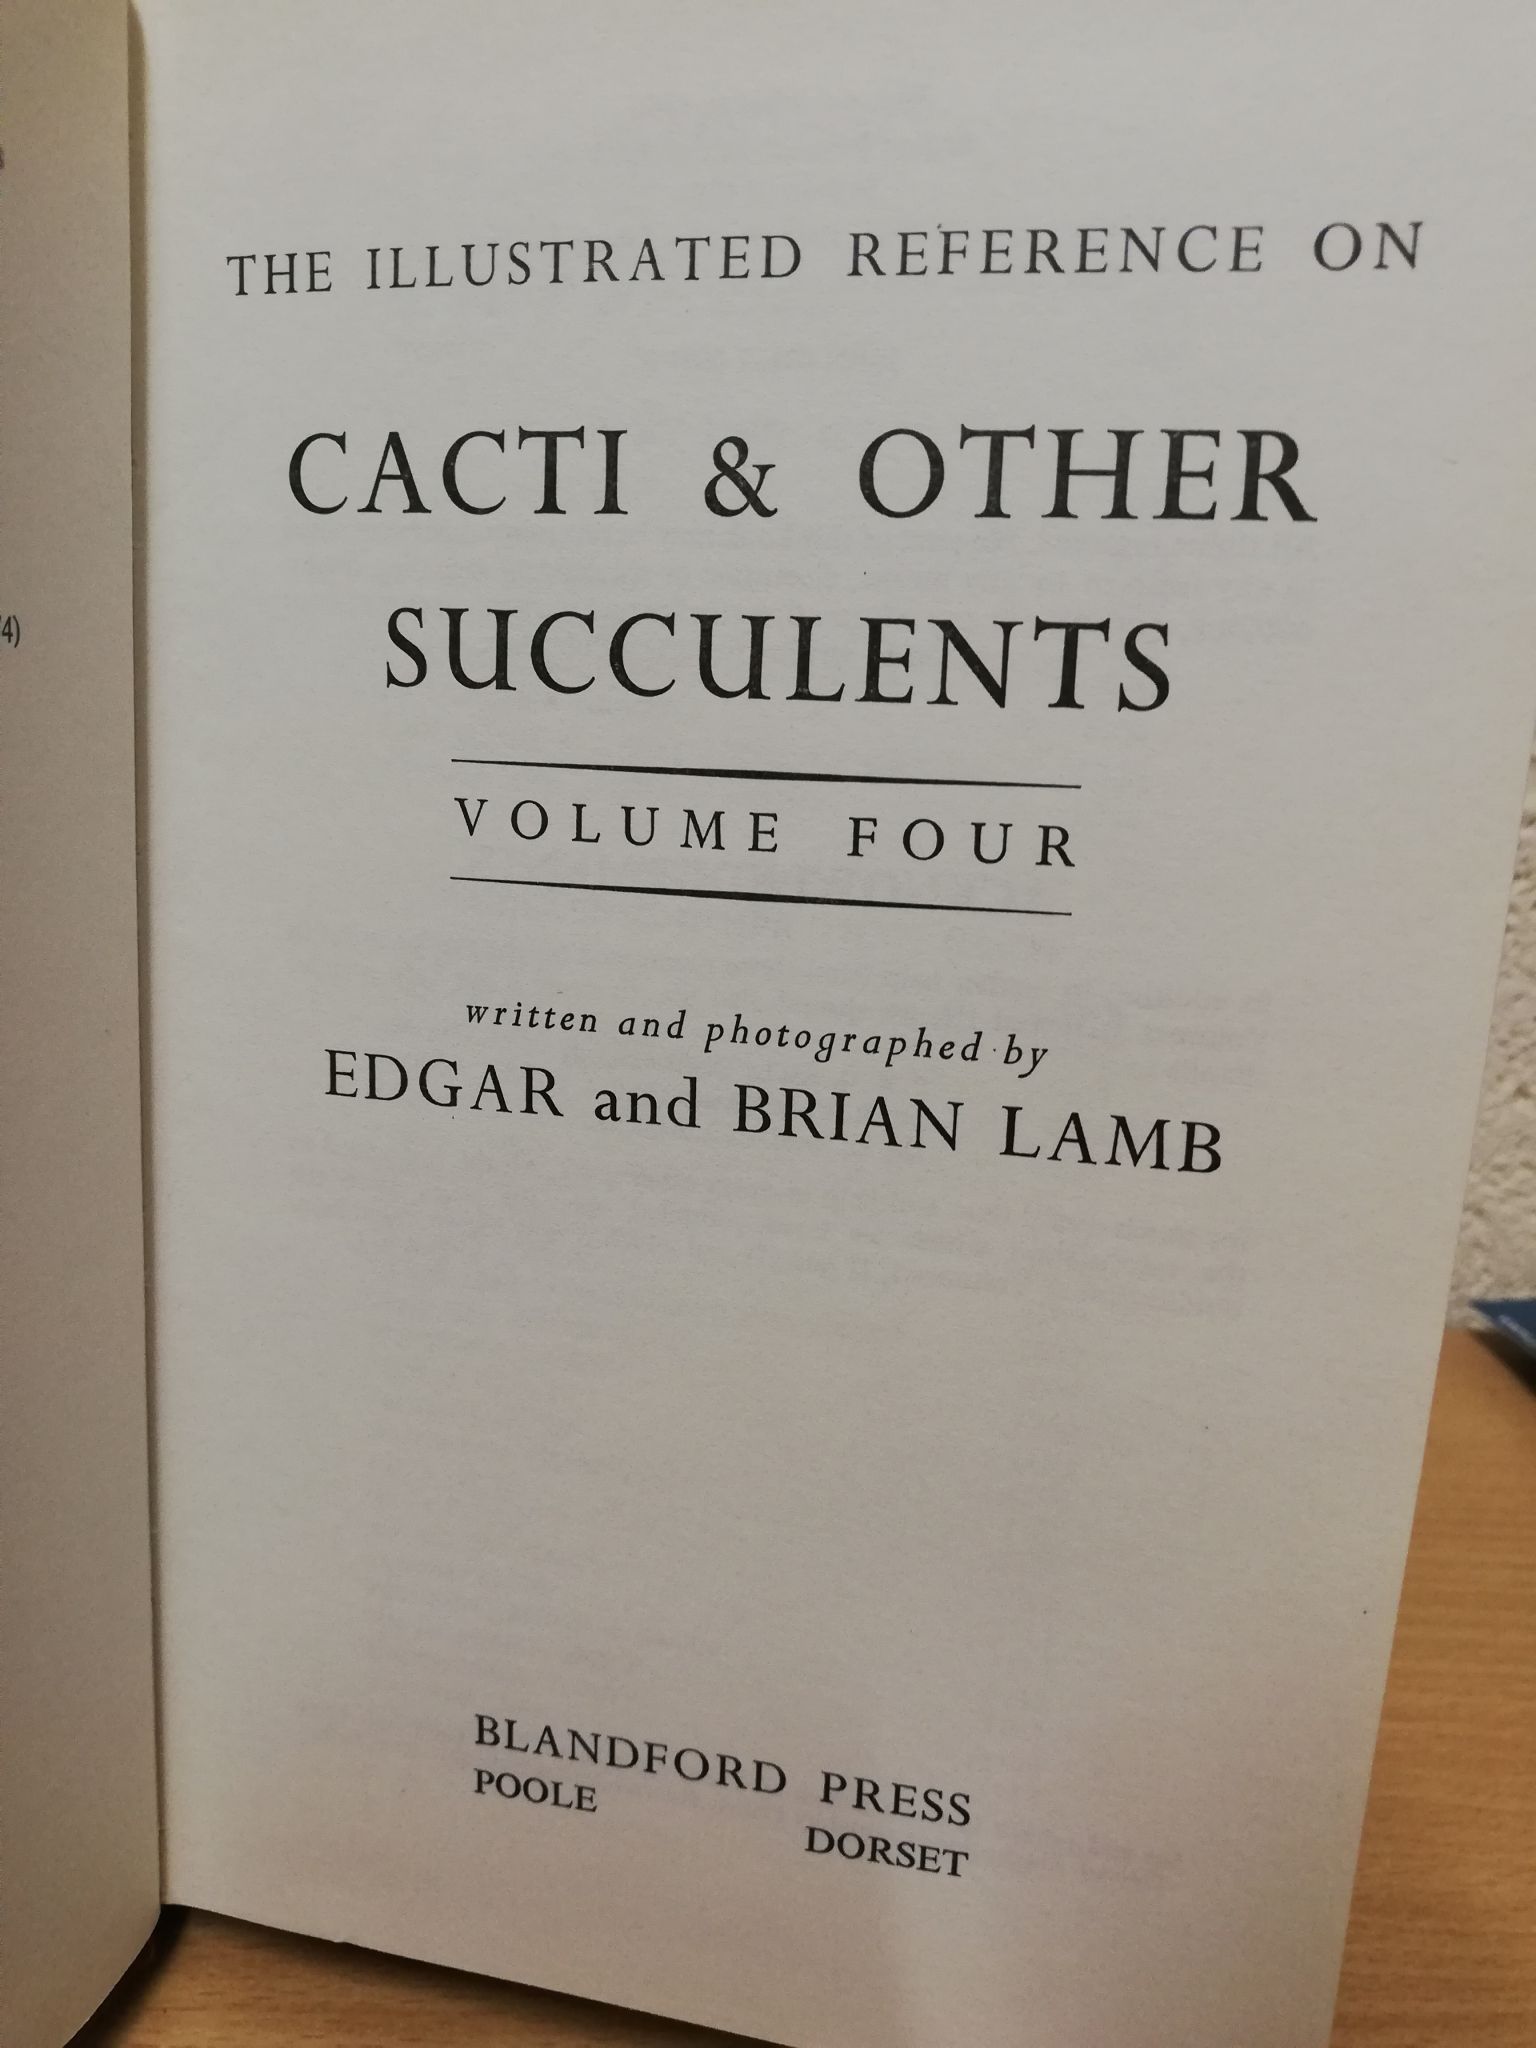 THE ILLUSTRATED REFERENCE ON
CACTI & OTHER
SUCCULENTS
VOLUME FOUR
written and photographed by
EDGAR and BRIAN LAMB
BLANDFORD PRESS
POOLE
DORSET